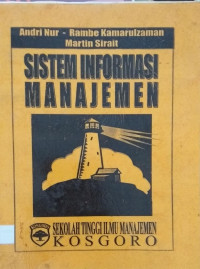 Andri Nur - Rambe Kamarulzaman
Martin Sirait
SISTEM INFORMASI
MANAJEMEN
SEKOLAH TINGGI ILMU MANAJEMEN
KOSGORO